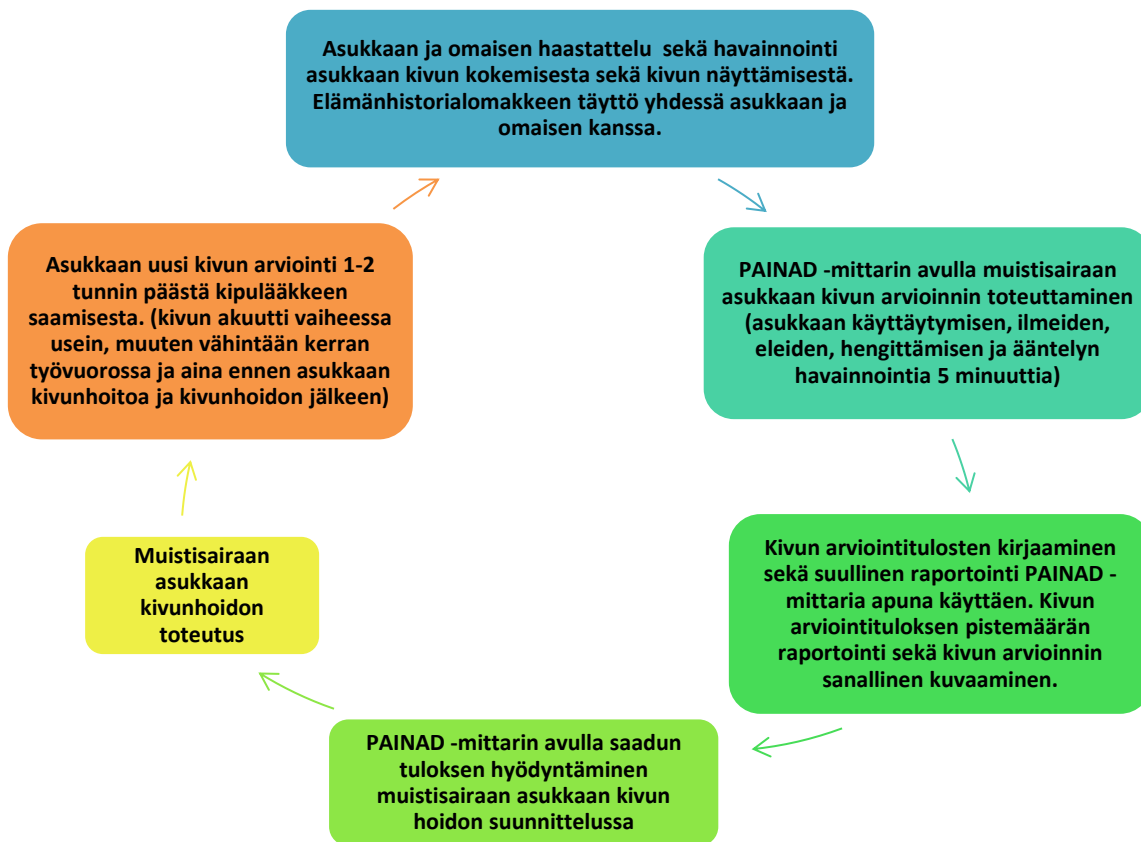 Asukkaan ja omaisen haastattelu sekä havainnointi
asukkaan kivun kokemisesta sekä kivun näyttämisestä.
Elämänhistorialomakkeen täyttö yhdessä asukkaan ja
omaisen kanssa.
PAINAD -mittarin avulla muistisairaan
asukkaan kivun arvioinnin toteuttaminen
(asukkaan käyttäytymisen, ilmeiden,
eleiden, hengittämisen ja ääntelyn
havainnointia 5 minuuttia)
Kivun arviointitulosten kirjaaminen
sekä suullinen raportointi PAINAD -
mittaria apuna käyttäen. Kivun
arviointituloksen pistemäärän
raportointi sekä kivun arvioinnin
sanallinen kuvaaminen.
PAINAD -mittarin avulla saadun
tuloksen hyödyntäminen
muistisairaan asukkaan kivun
hoidon suunnittelussa
Muistisairaan
asukkaan
kivunhoidon
toteutus
Asukkaan uusi kivun arviointi 1-2
tunnin päästä kipulääkkeen
saamisesta. (kivun akuutti vaiheessa
usein, muuten vähintään kerran
työvuorossa ja aina ennen asukkaan
kivunhoitoa ja kivunhoidon jälkeen)